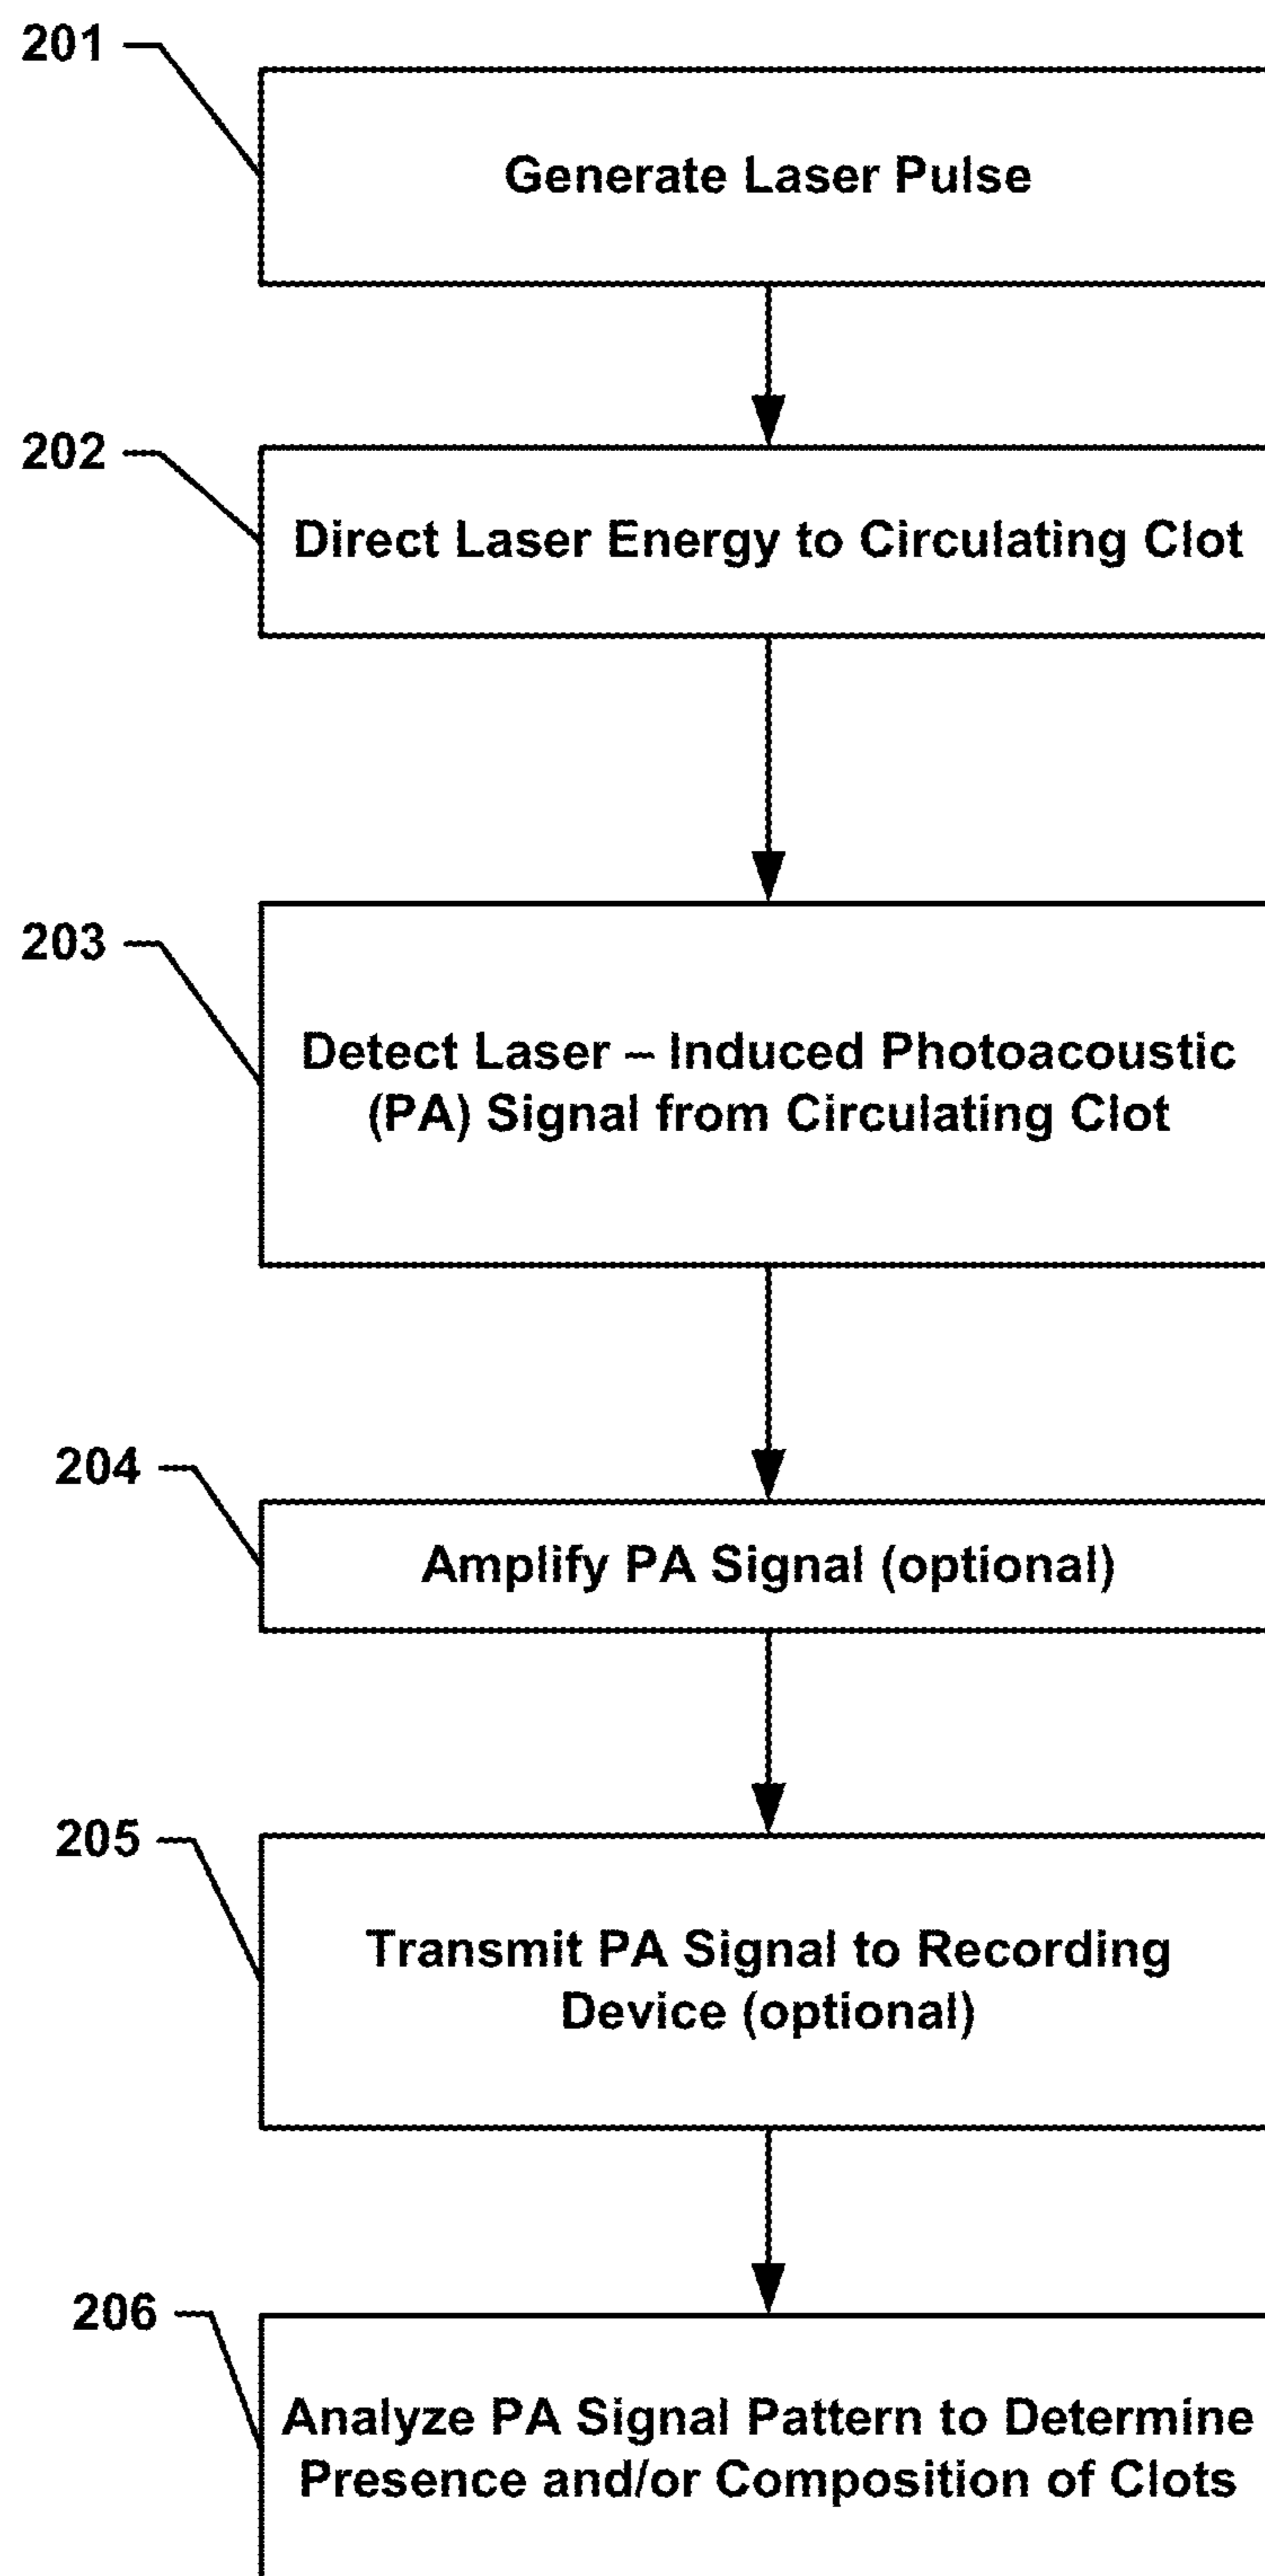 201
Generate Laser Pulse
202
Direct Laser Energy to Circulating Clot
203
Detect Laser – Induced Photoacoustic
(PA) Signal from Circulating Clot
204
Amplify PA Signal (optional)
205
Transmit PA Signal to Recording
Device (optional)
206
Analyze PA Signal Pattern to Determine
Presence and/or Composition of Clots